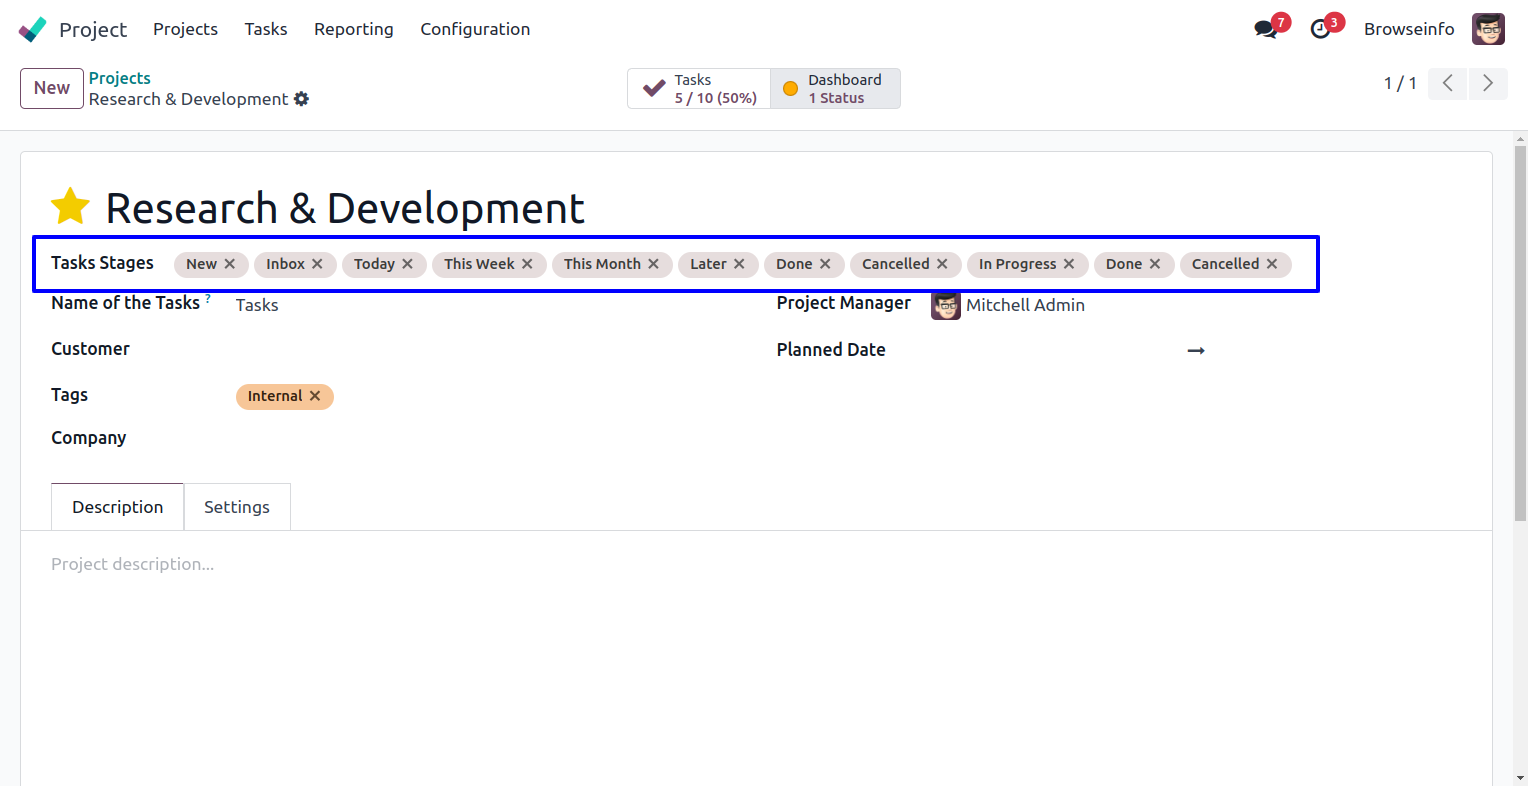 Project Projects Tasks Reporting Configuration 7 3 Browseinfo
New Projects Tasks Dashboard 1 / 1
Research & Development 5 / 10 (50%) 1 Status
Research & Development
Tasks Stages New Inbox Today This Week This Month Later Done Cancelled In Progress Done Cancelled
Name of the Tasks ? Tasks Project Manager Mitchell Admin
Customer Planned Date
Tags Internal
Company
Description Settings
Project description...